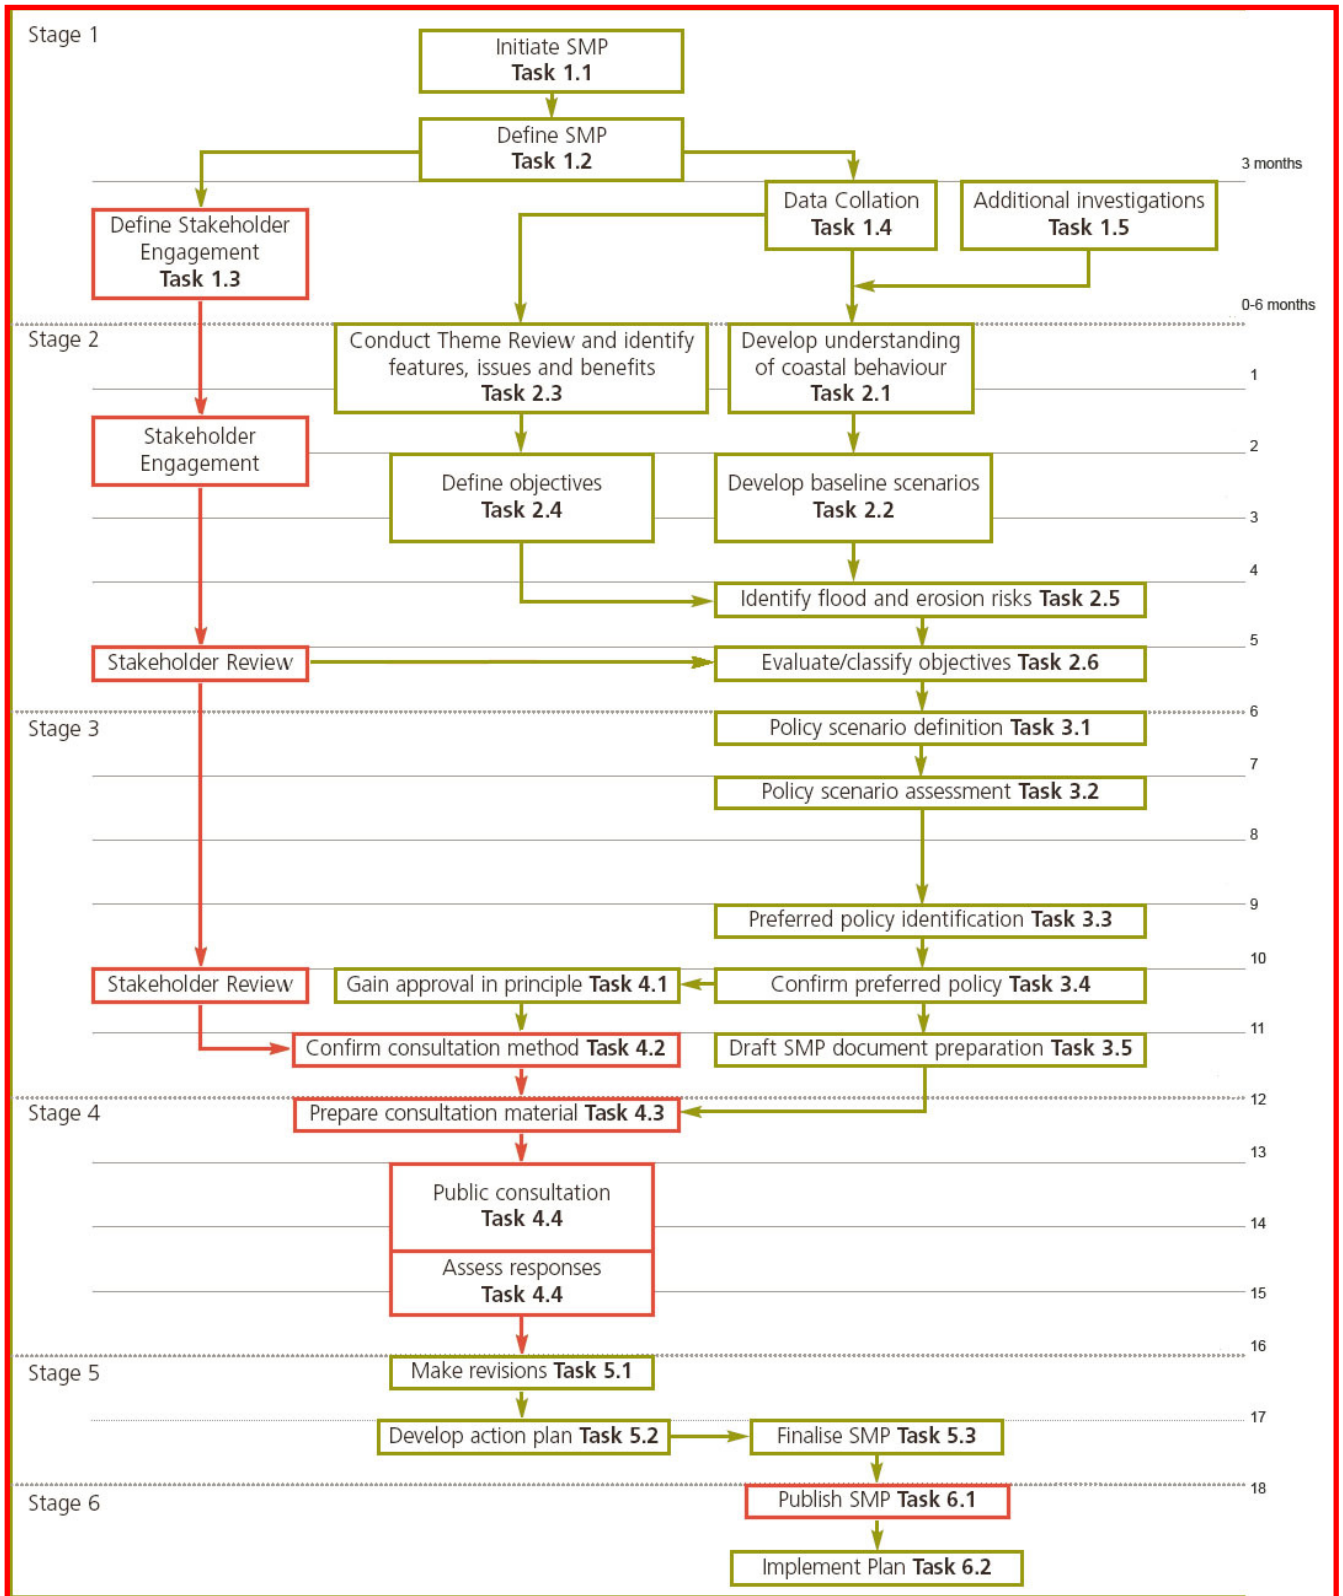 Stage 1
Initiate SMP
Task 1.1
Define SMP
Task 1.2
3 months
Define Stakeholder
Engagement
Task 1.3
Data Collation
Task 1.4
Additional investigations
Task 1.5
0-6 months
Stage 2
Conduct Theme Review and identify
features, issues and benefits
Task 2.3
Develop understanding
of coastal behaviour
Task 2.1
1
Stakeholder
Engagement
2
Define objectives
Task 2.4
Develop baseline scenarios
Task 2.2
3
4
Identify flood and erosion risks Task 2.5
5
Stakeholder Review
Evaluate/classify objectives Task 2.6
6
Stage 3
Policy scenario definition Task 3.1
7
Policy scenario assessment Task 3.2
8
9
Preferred policy identification Task 3.3
10
Stakeholder Review
Gain approval in principle Task 4.1
Confirm preferred policy Task 3.4
11
Confirm consultation method Task 4.2
Draft SMP document preparation Task 3.5
12
Stage 4
Prepare consultation material Task 4.3
13
Public consultation
Task 4.4
14
Assess responses
Task 4.4
15
16
Stage 5
Make revisions Task 5.1
17
Develop action plan Task 5.2
Finalise SMP Task 5.3
18
Stage 6
Publish SMP Task 6.1
Implement Plan Task 6.2